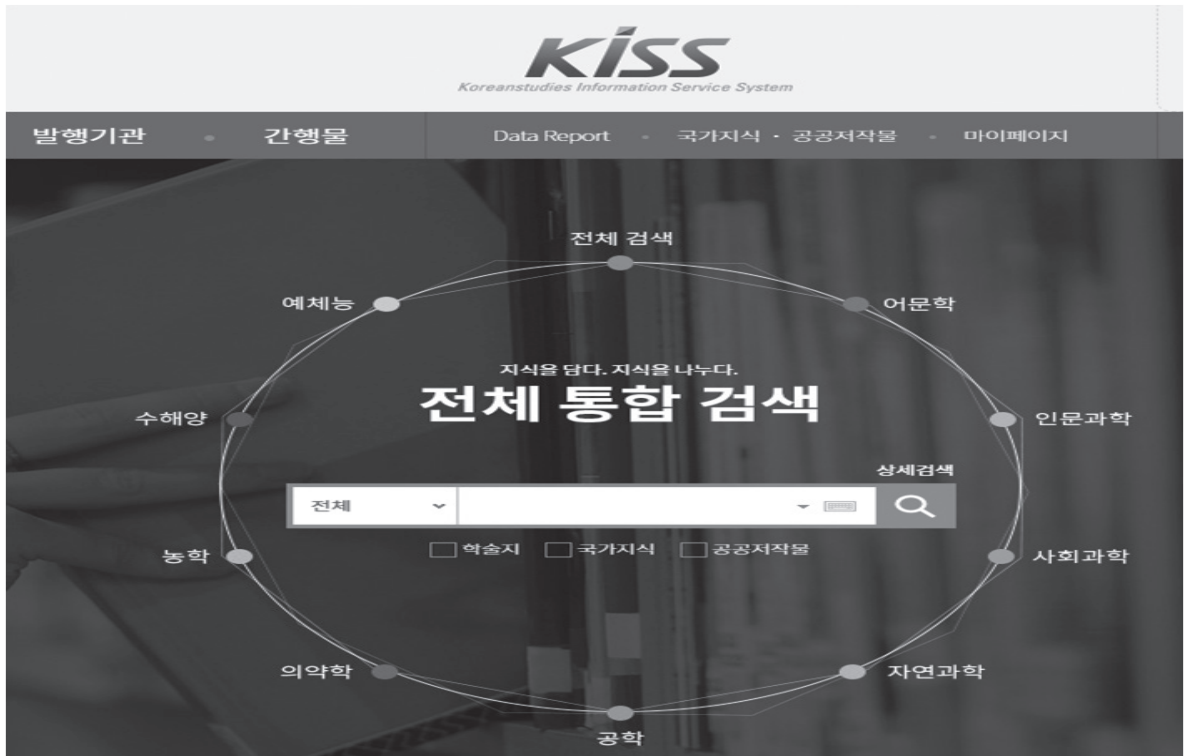 KISS
Koreanstudies Information Service System
발행기관 • 간행물 Data Report • 국가지식 · 공공저작물 • 마이페이지
전체 검색
예체능 어문학
지식을 담다. 지식을 나누다.
전체 통합 검색
수해양 인문과학
상세검색
전체
학술지 국가지식 공공저작물
농학 사회과학
의약학 자연과학
공학